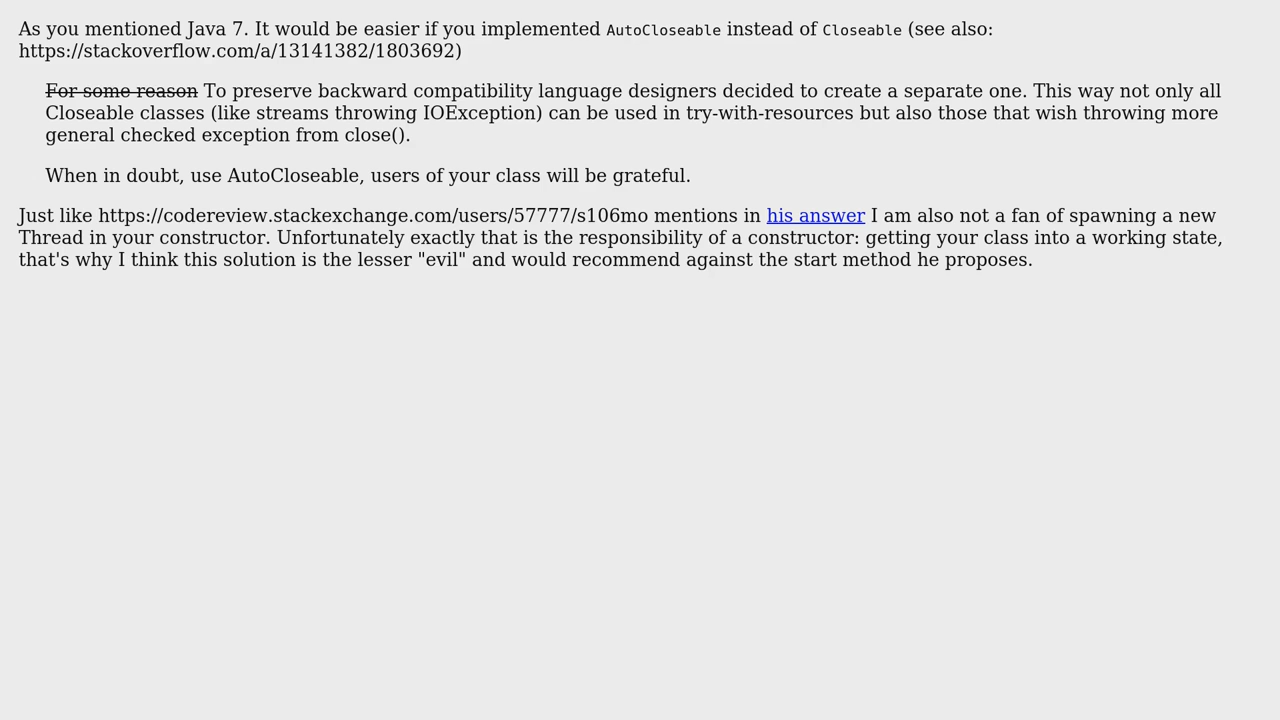 As you mentioned Java 7. It would be easier if you implemented AutoCloseable instead of Closeable (see also:
https://stackoverflow.com/a/13141382/1803692)
For some reason To preserve backward compatibility language designers decided to create a separate one. This way not only all
Closeable classes (like streams throwing IOException) can be used in try-with-resources but also those that wish throwing more
general checked exception from close().
When in doubt, use AutoCloseable, users of your class will be grateful.
Just like https://codereview.stackexchange.com/users/57777/s106mo mentions in his answer I am also not a fan of spawning a new
Thread in your constructor. Unfortunately exactly that is the responsibility of a constructor: getting your class into a working state,
that's why I think this solution is the lesser "evil" and would recommend against the start method he proposes.